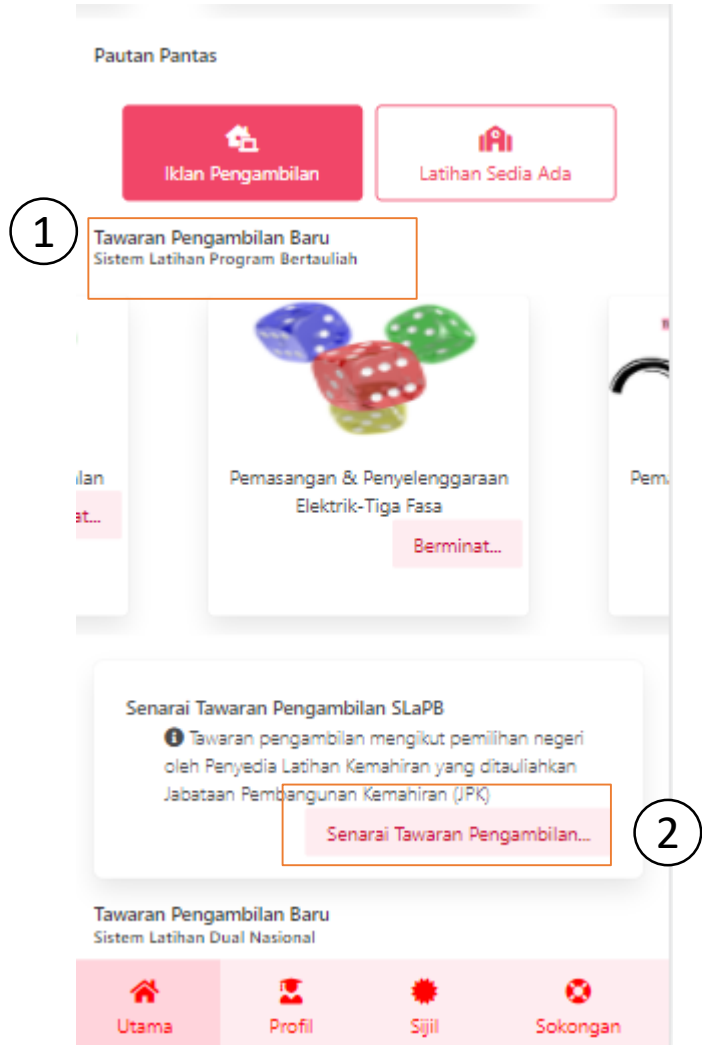 Pautan Pantas
Iklan Pengambilan
Latihan Sedia Ada
1
Tawaran Pengambilan Baru
Sistem Latihan Program Bertauliah
Pemasangan & Penyelenggaraan
Elektrik-Tiga Fasa
Berminat...
Senarai Tawaran Pengambilan SLaPB
Tawaran pengambilan mengikut pemilihan negeri
oleh Penyedia Latihan Kemahiran yang ditauliahkan
Jabataan Pembangunan Kemahiran (JPK)
Senarai Tawaran Pengambilan...
2
Tawaran Pengambilan Baru
Sistem Latihan Dual Nasional
Utama
Profil
Sijil
Sokongan